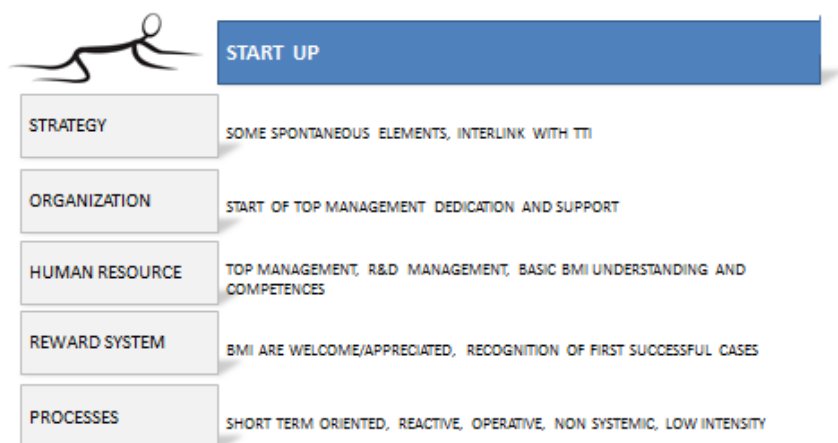 START UP
STRATEGY
SOME SPONTANEOUS ELEMENTS, INTERLINK WITH TTI
ORGANIZATION
START OF TOP MANAGEMENT DEDICATION AND SUPPORT
HUMAN RESOURCE
TOP MANAGEMENT, R&D MANAGEMENT, BASIC BMI UNDERSTANDING AND
COMPETENCES
REWARD SYSTEM
BMI ARE WELCOME/APPRECIATED, RECOGNITION OF FIRST SUCCESSFUL CASES
PROCESSES
SHORT TERM ORIENTED, REACTIVE, OPERATIVE, NON SYSTEMIC, LOW INTENSITY